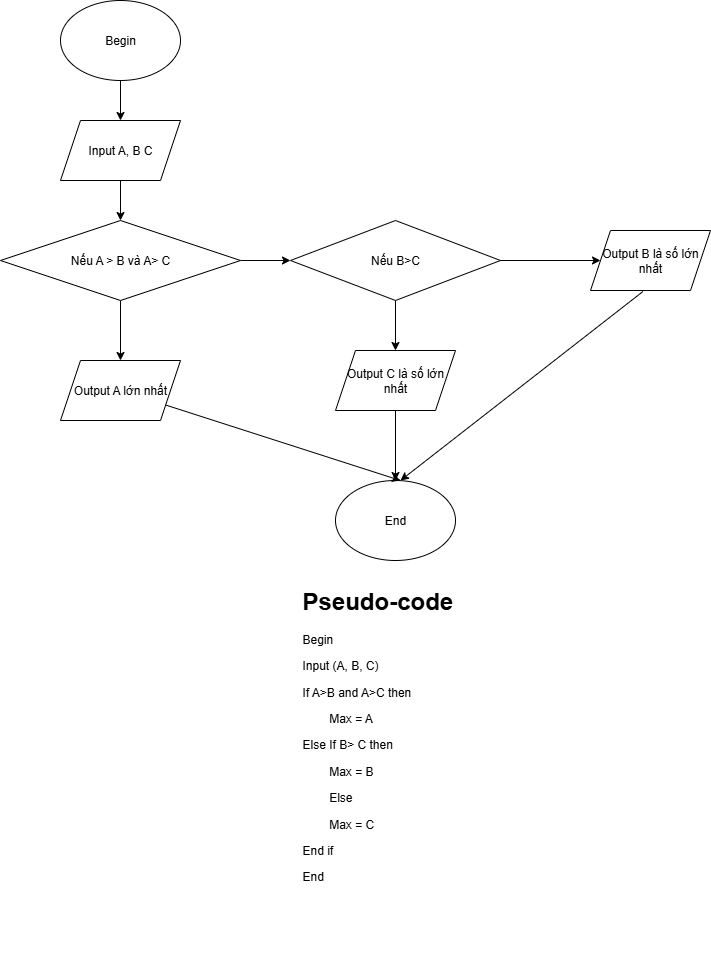 Begin
Input A, B C
Nếu A > B và A> C
Nếu B>C
Output B là số lớn
nhất
Output A lớn nhất
Output C là số lớn
nhất
End
Pseudo-code
Begin
Input (A, B, C)
If A>B and A>C then
Max = A
Else If B> C then
Max = B
Else
Max = C
End if
End